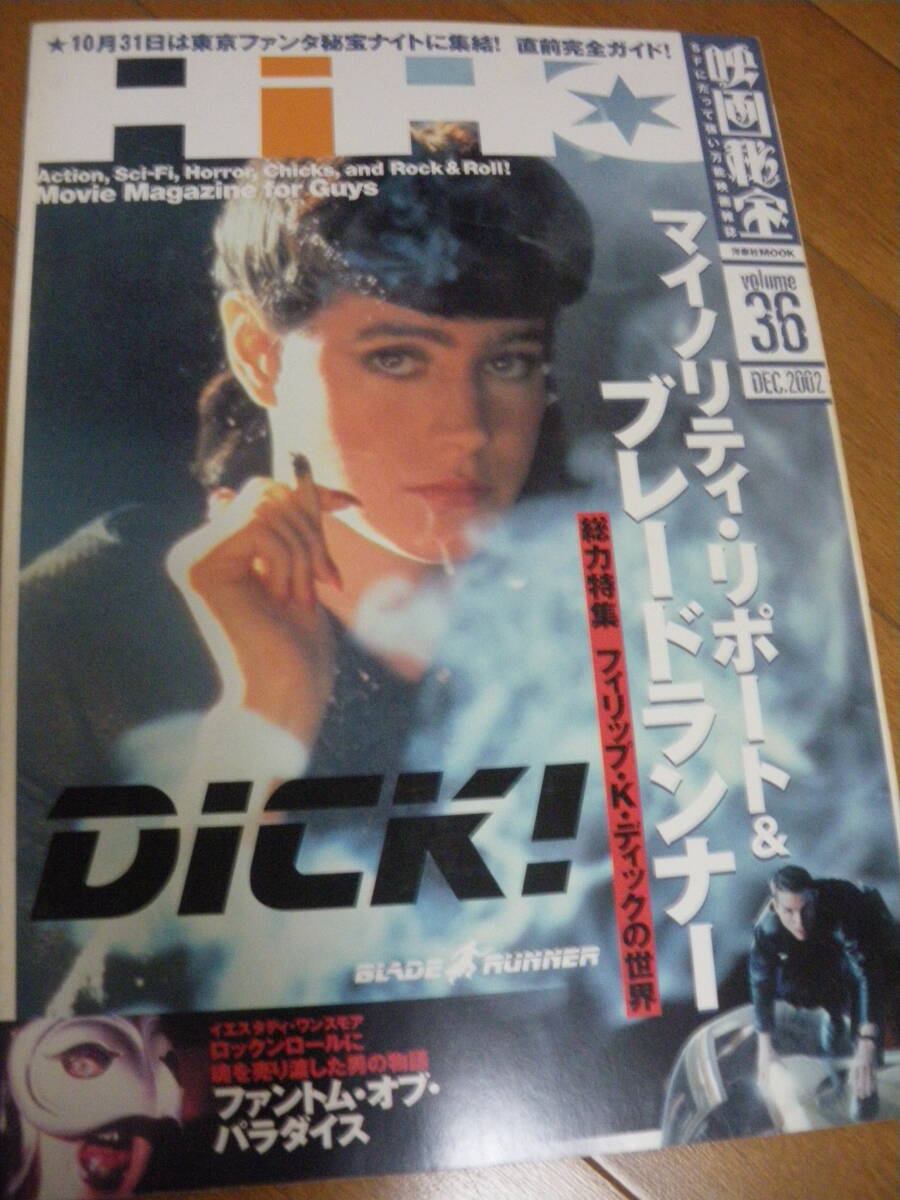 ★10月31日は東京ファンタ秘宝ナイトに集結! 直前完全ガイド!
HiHO
Action, Sci-Fi, Horror, Chicks, and Rock & Roll!
Movie Magazine for Guys
映画秘宝
洋泉社MOOK
volume
36
DEC.2002
マイノリティ・リポート&
ブレードランナー
総力特集 フィリップ・K・ディックの世界
DiCK!
BLADE RUNNER
イエスタデイ・ワンスモア
ロックンロールに
魂を売り渡した男の物語
ファントム・オブ・
パラダイス